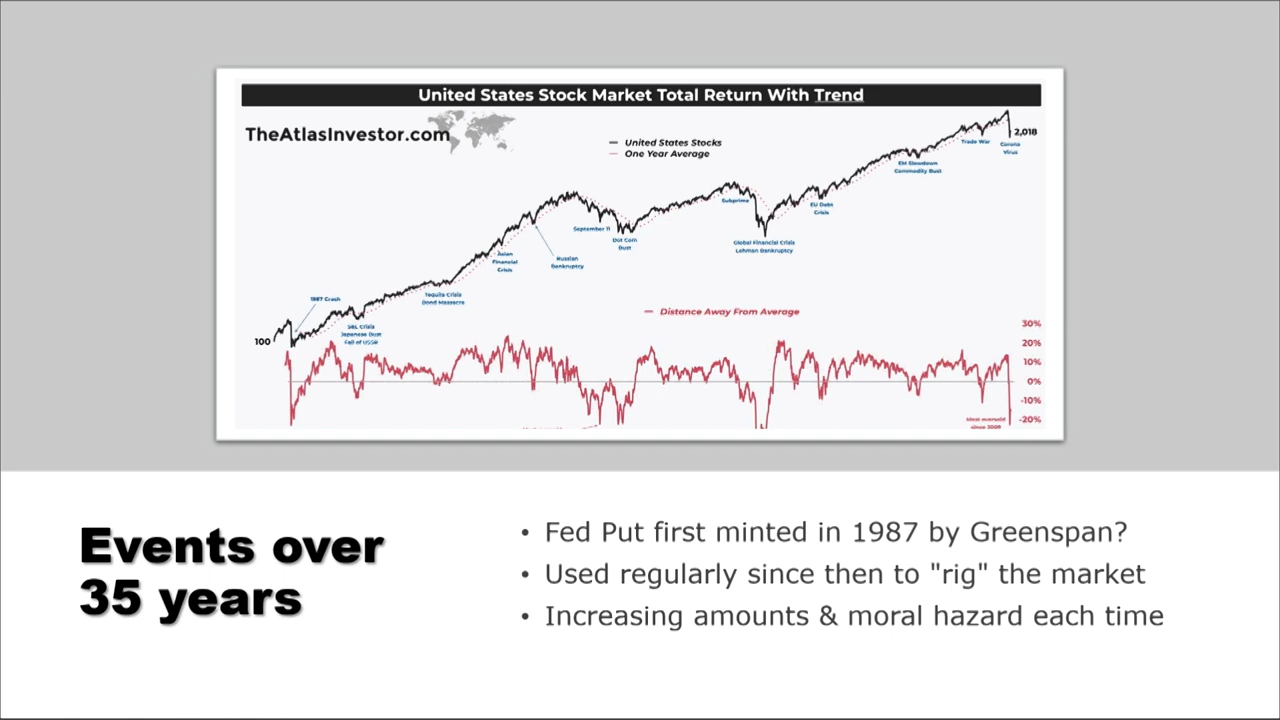 United States Stock Market Total Return With Trend
TheAtlasInvestor.com
United States Stocks
One Year Average
2,018
Trade War
Corona
Virus
EM Slowdown
Commodity Bust
Subprime
EU Debt
Crisis
September 11
Dot Com
Bust
Global Financial Crisis
Lehman Bankruptcy
Asian
Financial
Crisis
Russian
Bankruptcy
Tequila Crisis
Bond Massacre
1987 Crash
S&L Crisis
Japanese Bust
Fall of USSR
100
Distance Away From Average
30%
20%
10%
0%
-10%
-20%
Most oversold
since 2008
Events over
35 years
• Fed Put first minted in 1987 by Greenspan?
• Used regularly since then to "rig" the market
• Increasing amounts & moral hazard each time